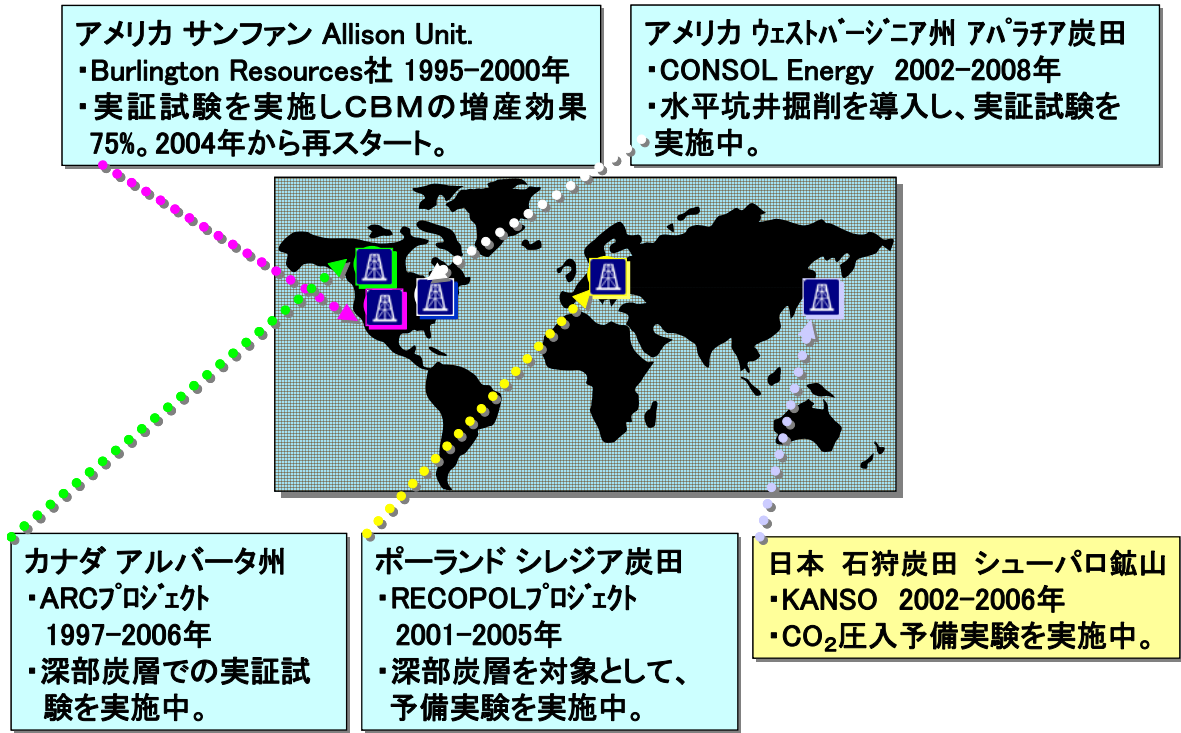 アメリカ サンファン Allison Unit.
・Burlington Resources社 1995-2000年
・実証試験を実施しCBMの増産効果
75%。2004年から再スタート。
アメリカ ｳｪｽﾄﾊﾞｰｼﾞﾆｱ州 ｱﾊﾟﾗﾁｱ炭田
・CONSOL Energy 2002-2008年
・水平坑井掘削を導入し、実証試験を
実施中。
カナダ アルバータ州
・ARCﾌﾟﾛｼﾞｪｸﾄ
1997-2006年
・深部炭層での実証試
験を実施中。
ポーランド シレジア炭田
・RECOPOLﾌﾟﾛｼﾞｪｸﾄ
2001-2005年
・深部炭層を対象として、
予備実験を実施中。
日本 石狩炭田 シューパロ鉱山
・KANSO 2002-2006年
・CO₂圧入予備実験を実施中。